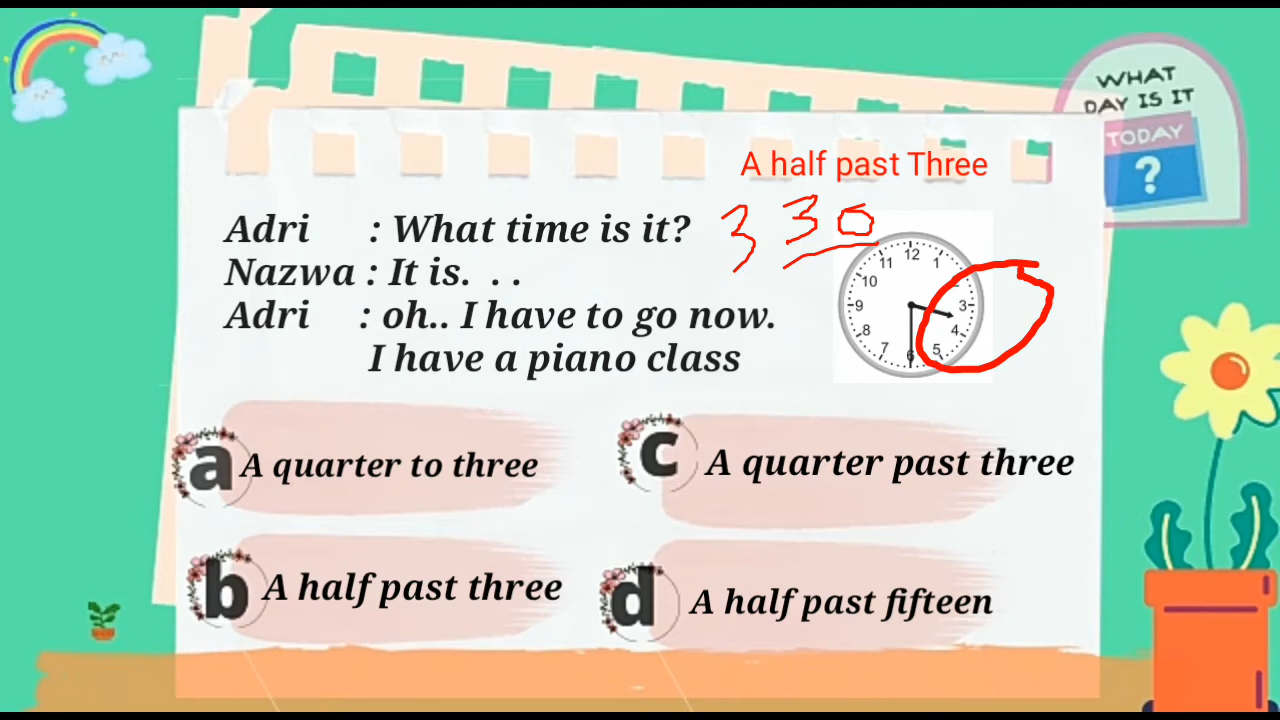 WHAT
DAY IS IT
TODAY
?
A half past Three
3 30
Adri : What time is it?
Nazwa : It is. . .
Adri : oh.. I have to go now.
I have a piano class
12
11 1
10 2
9 3
8 4
7 5
6
a A quarter to three
c A quarter past three
b A half past three
d A half past fifteen